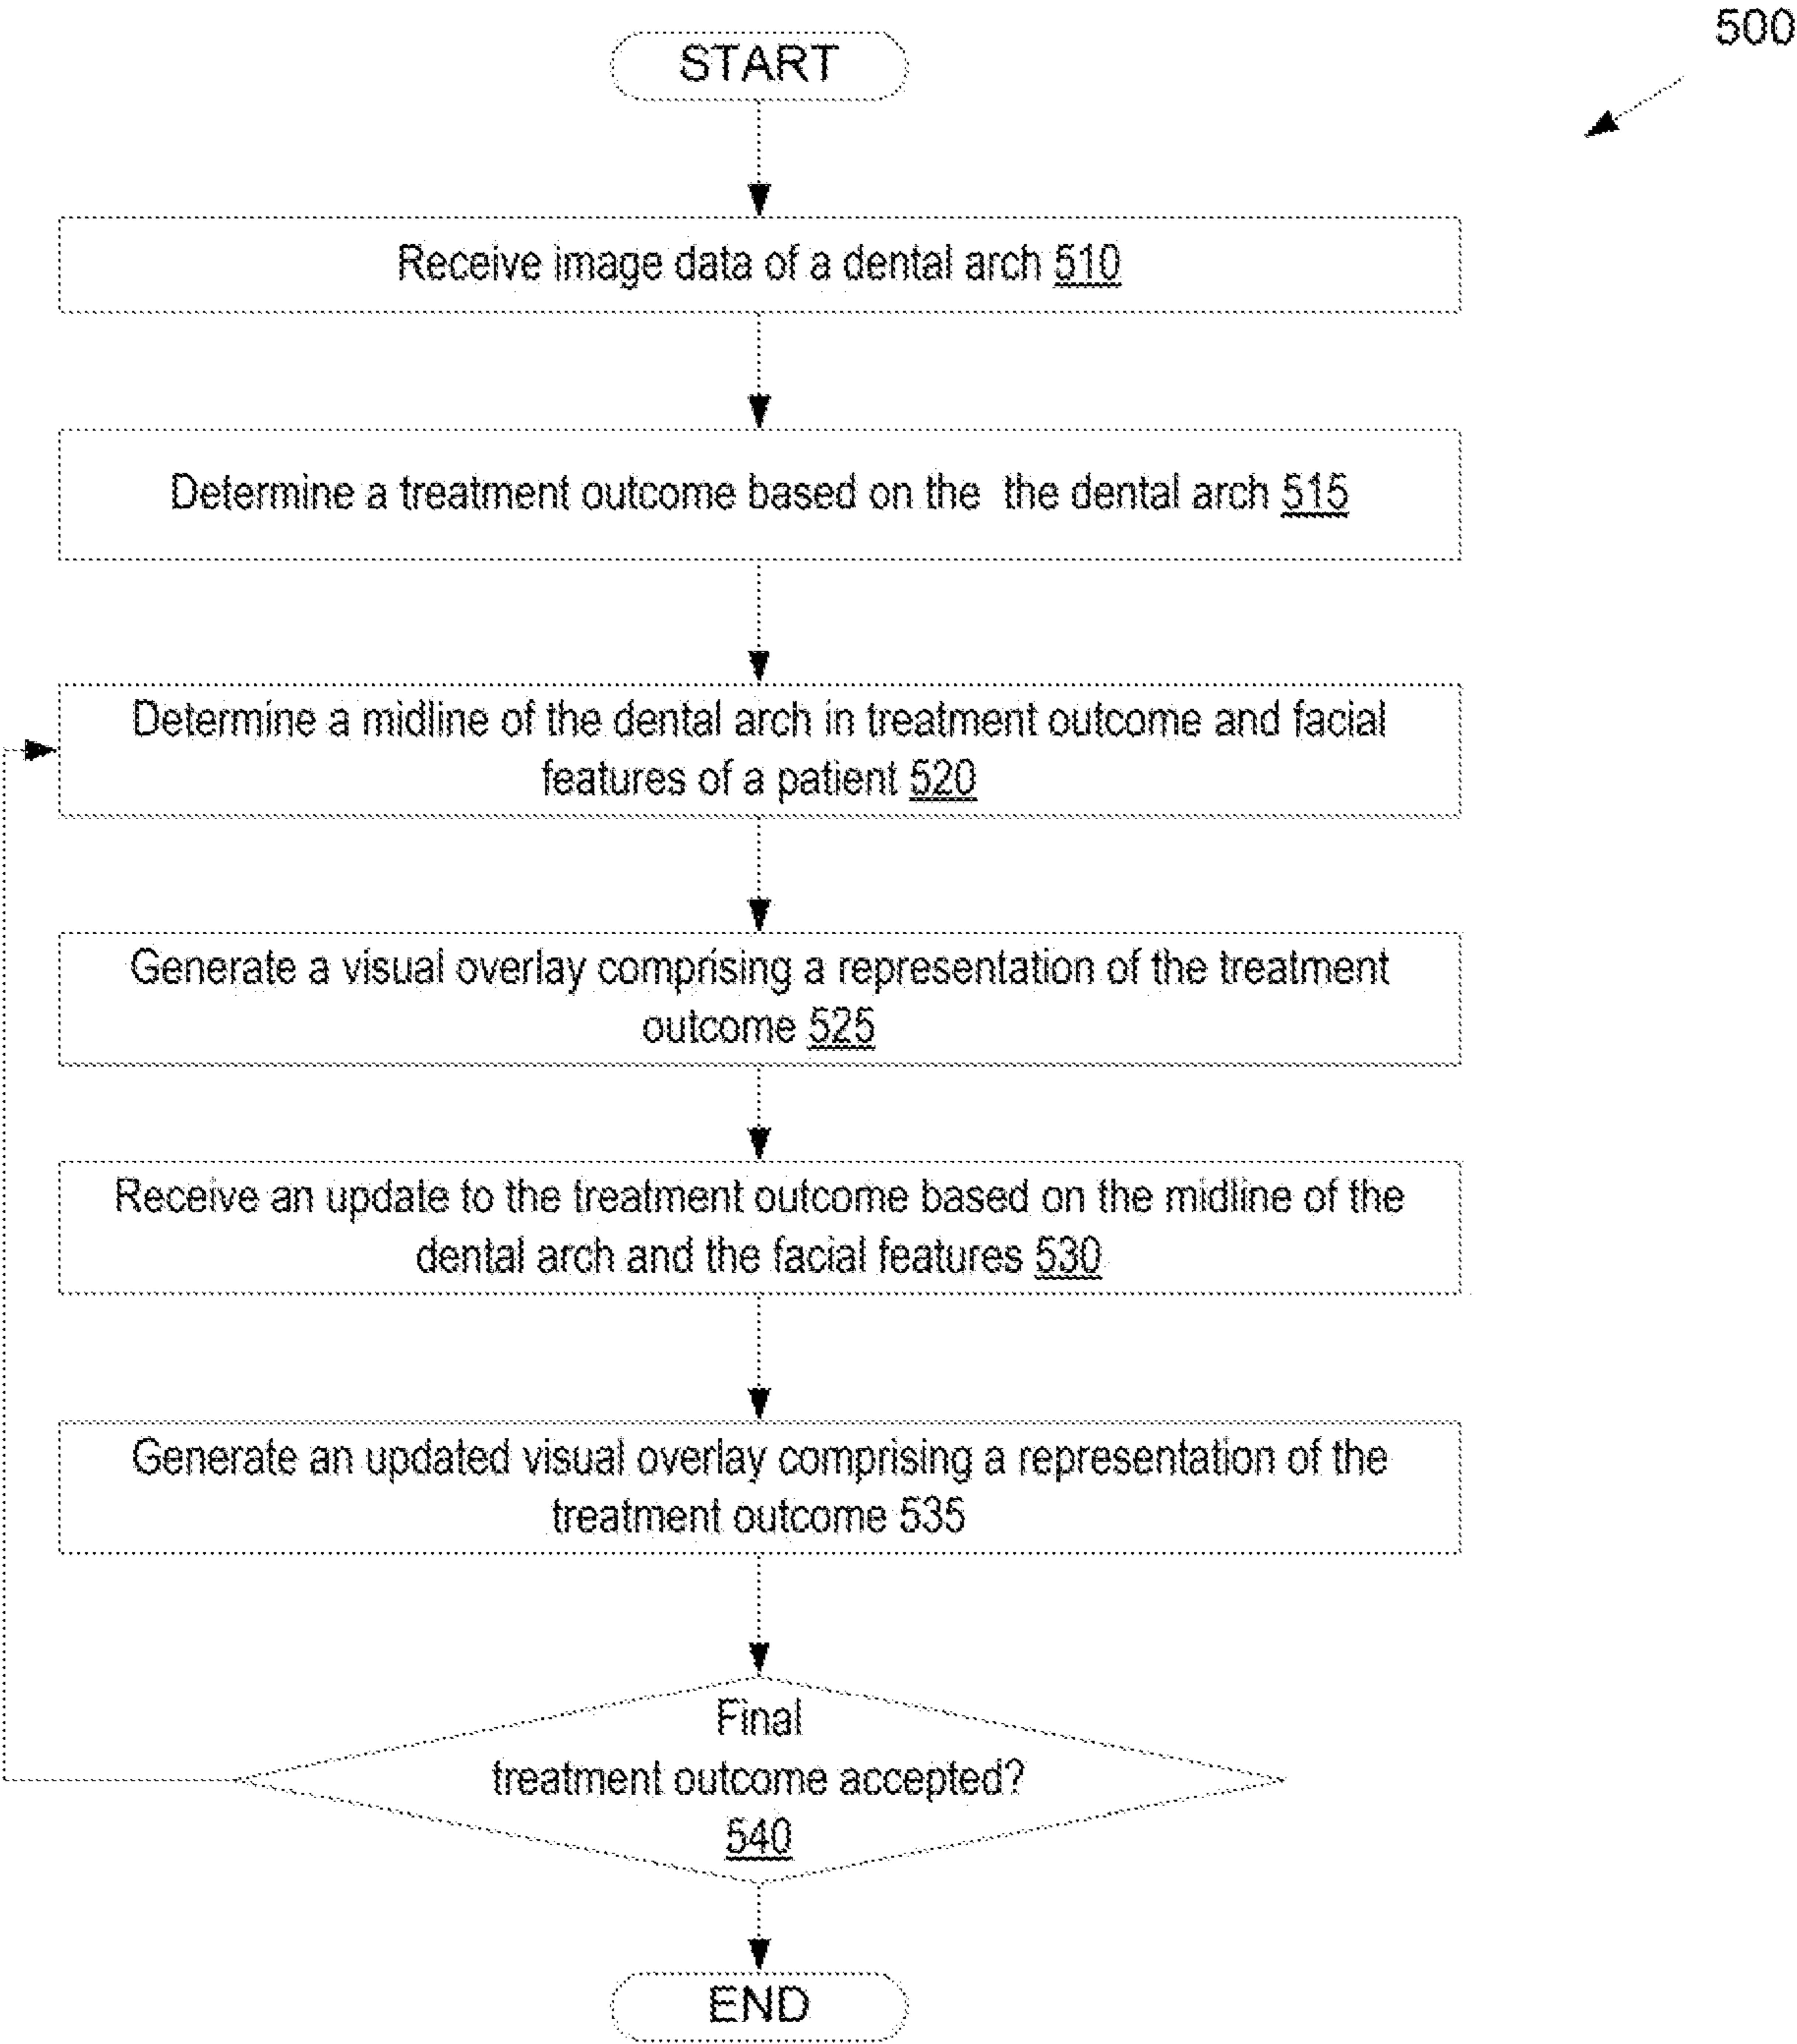 500
START
Receive image data of a dental arch 510
Determine a treatment outcome based on the the dental arch 515
Determine a midline of the dental arch in treatment outcome and facial
features of a patient 520
Generate a visual overlay comprising a representation of the treatment
outcome 525
Receive an update to the treatment outcome based on the midline of the
dental arch and the facial features 530
Generate an updated visual overlay comprising a representation of the
treatment outcome 535
Final
treatment outcome accepted?
540
END